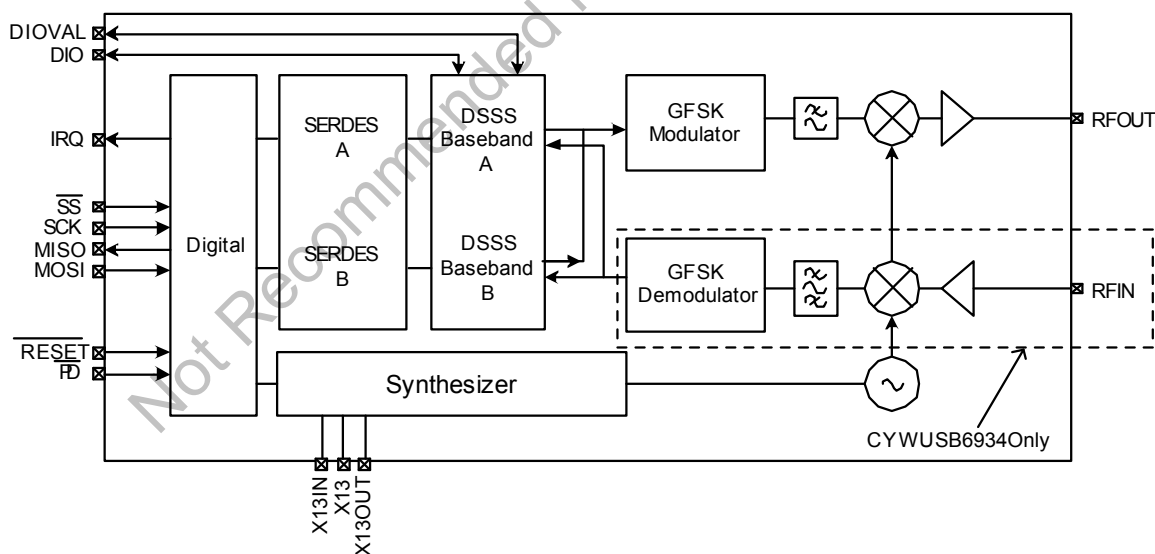 DIOVAL
DIO
IRQ
SS
SCK
MISO
MOSI
RESET
PD
Digital
SERDES
A
SERDES
B
DSSS
Baseband
A
DSSS
Baseband
B
GFSK
Modulator
GFSK
Demodulator
Synthesizer
RFOUT
RFIN
CYWUSB6934Only
X13IN
X13
X13OUT
Not Recommended